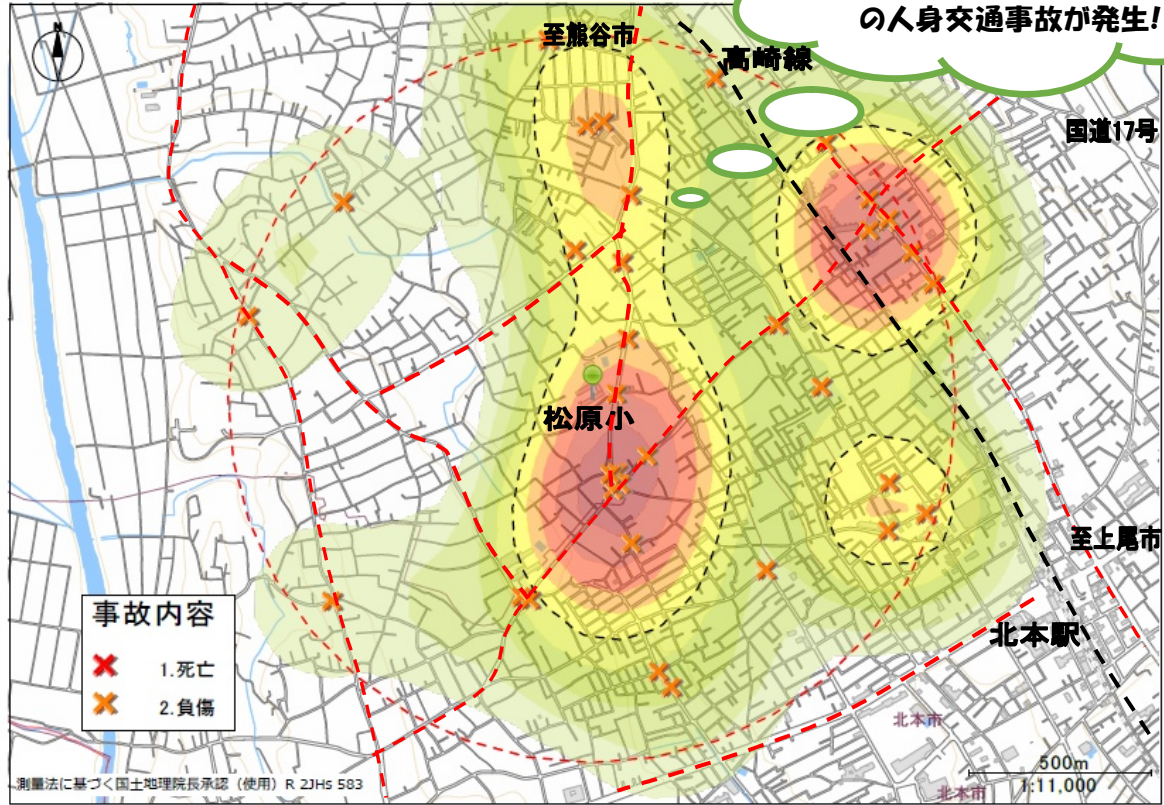 の人身交通事故が発生!
至熊谷市
高崎線
N
国道17号
松原小
至上尾市
事故内容
1.死亡
2.負傷
北本駅
北本市
500m
1:11,000
北本市
測量法に基づく国土地理院長承認（使用）R 2JHs 583